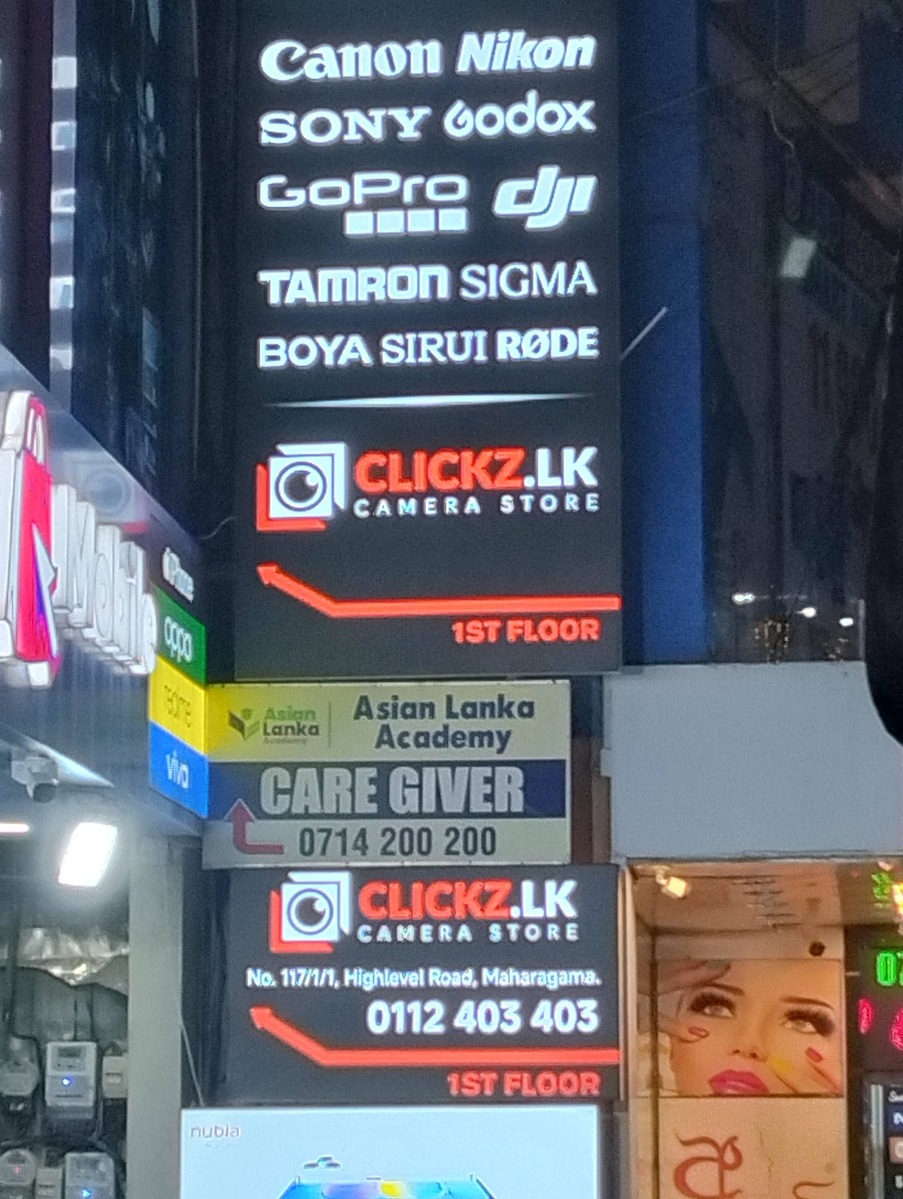 Canon Nikon
SONY Godox
GoPro dji
TAMRON SIGMA
BOYA SIRUI RØDE
CLICKZ.LK
CAMERA STORE
1ST FLOOR
Mobile
iPhone
oppo
realme
vivo
Asian
Lanka
Academy
Asian Lanka
Academy
CARE GIVER
0714 200 200
CLICKZ.LK
CAMERA STORE
No. 117/1/1, Highlevel Road, Maharagama.
0112 403 403
1ST FLOOR
nubia